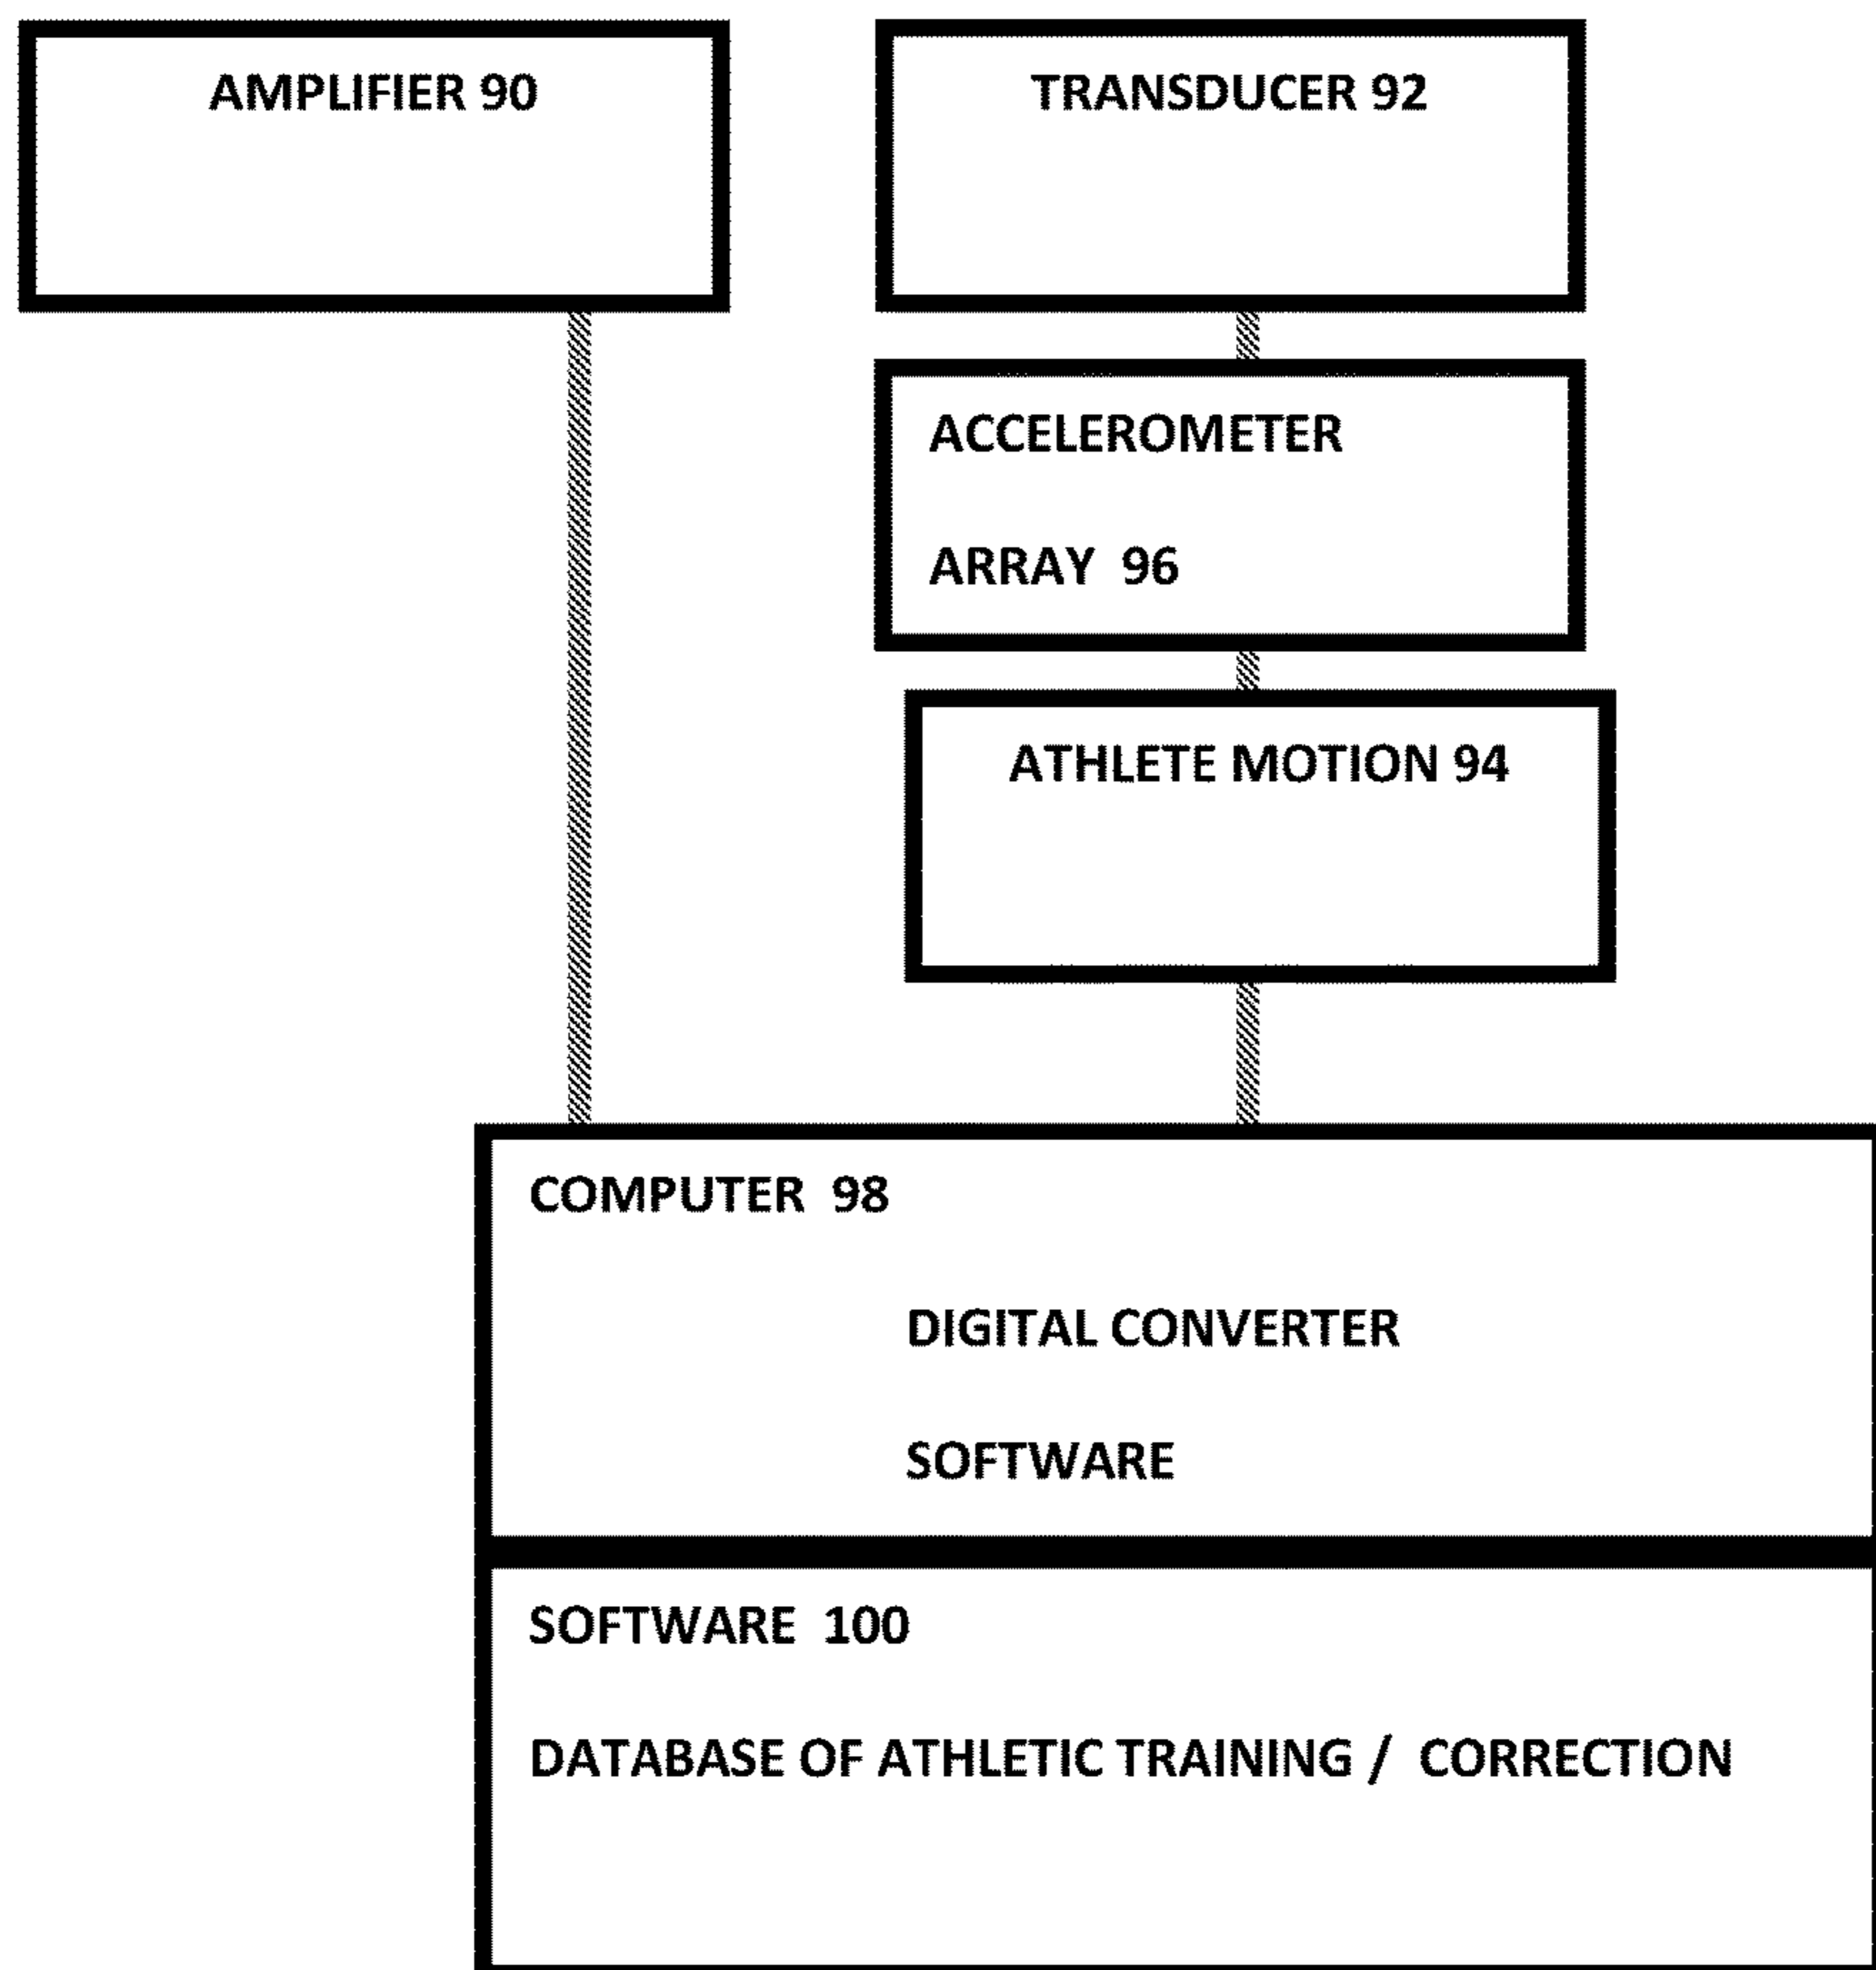 AMPLIFIER 90
TRANSDUCER 92
ACCELEROMETER
ARRAY 96
ATHLETE MOTION 94
COMPUTER 98
DIGITAL CONVERTER
SOFTWARE
SOFTWARE 100
DATABASE OF ATHLETIC TRAINING / CORRECTION